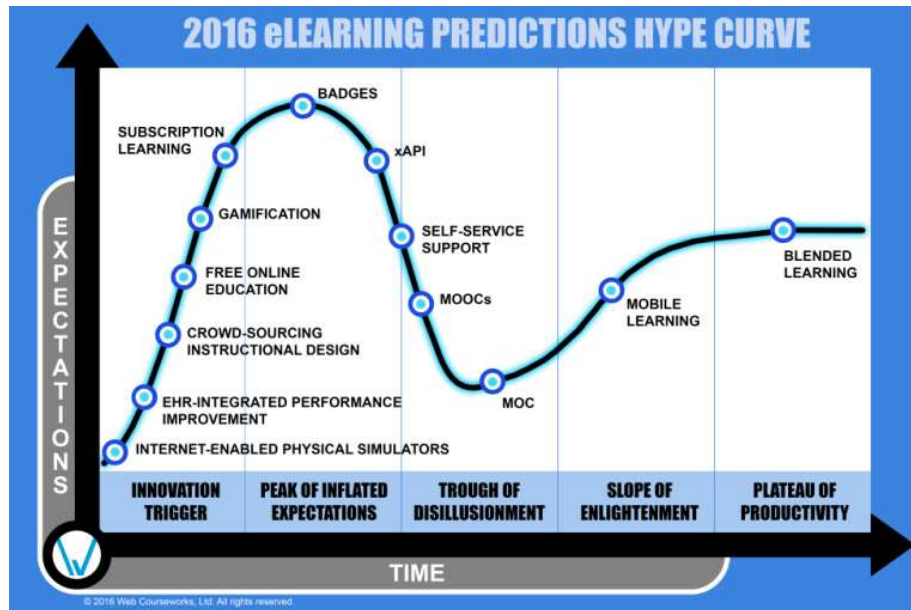 2016 eLEARNING PREDICTIONS HYPE CURVE
BADGES
SUBSCRIPTION
LEARNING
xAPI
GAMIFICATION
SELF-SERVICE
SUPPORT
BLENDED
LEARNING
FREE ONLINE
EDUCATION
MOOCs
MOBILE
LEARNING
CROWD-SOURCING
INSTRUCTIONAL DESIGN
MOC
EHR-INTEGRATED PERFORMANCE
IMPROVEMENT
INTERNET-ENABLED PHYSICAL SIMULATORS
EXPECTATIONS
INNOVATION
TRIGGER
PEAK OF INFLATED
EXPECTATIONS
TROUGH OF
DISILLUSIONMENT
SLOPE OF
ENLIGHTENMENT
PLATEAU OF
PRODUCTIVITY
W
TIME
© 2016 Web Courseworks, Ltd. All rights reserved.